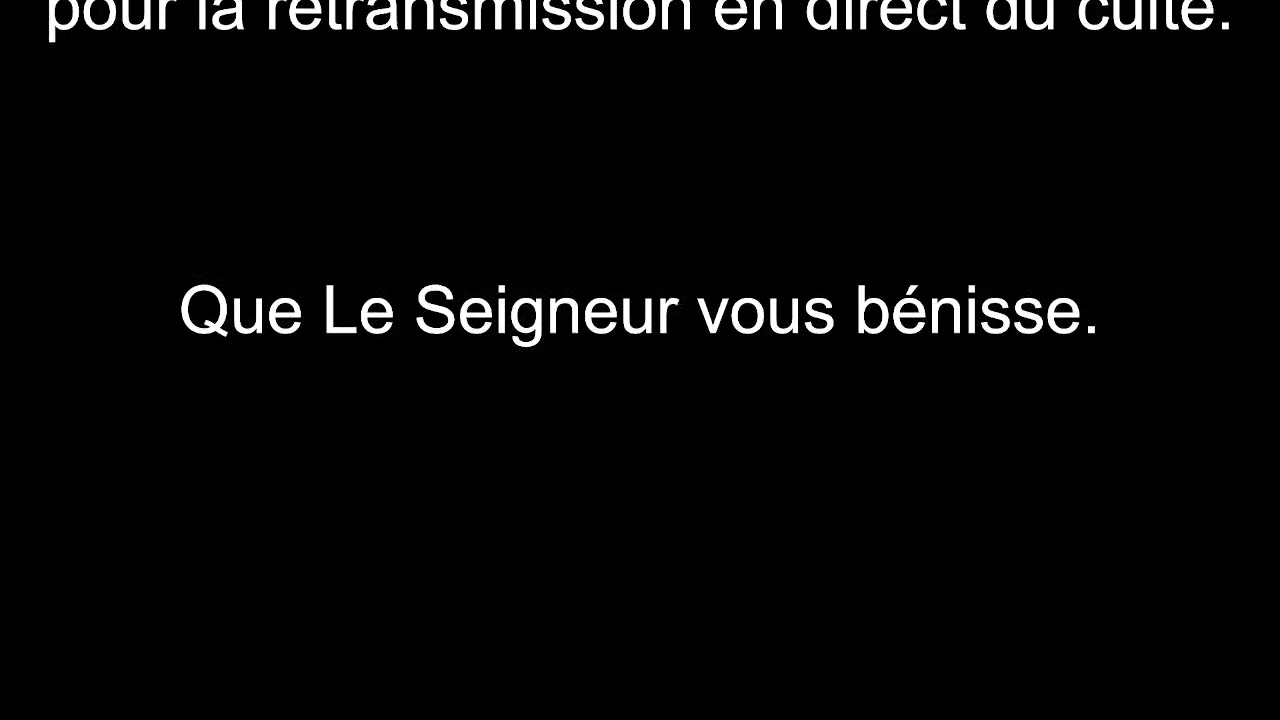 pour la retransmission en direct du culte.
Que Le Seigneur vous bénisse.